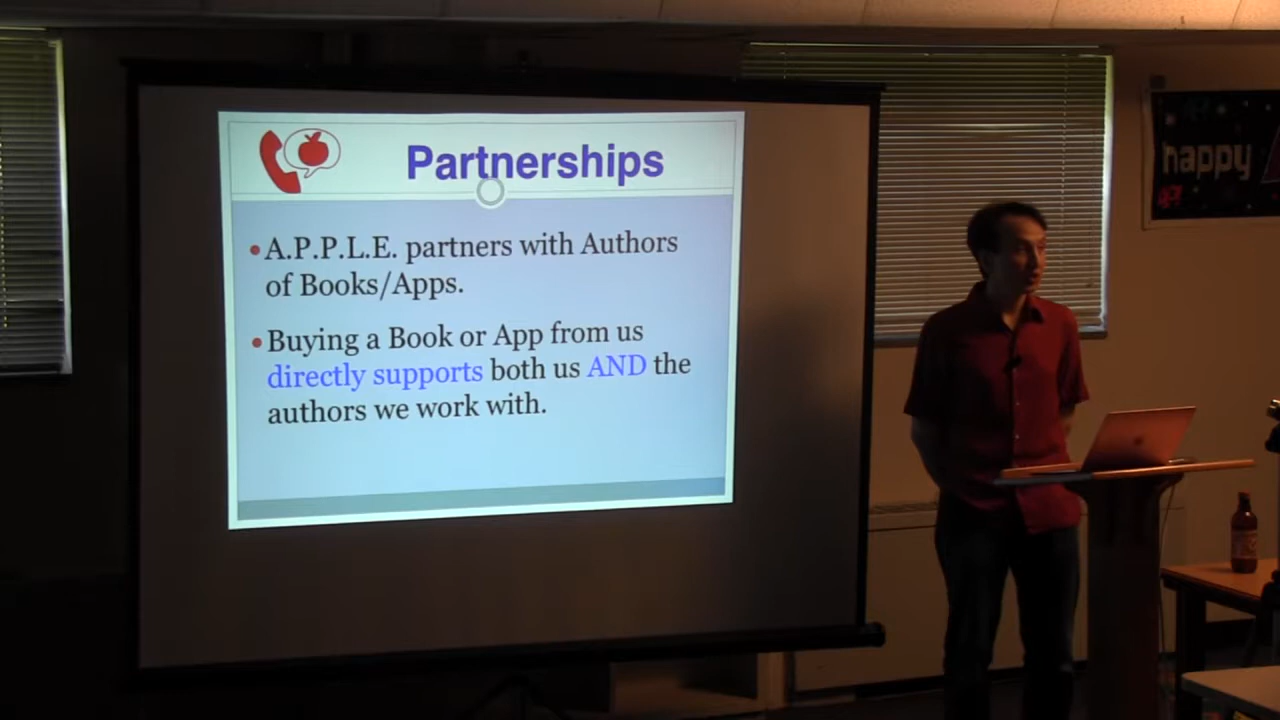 Partnerships
•A.P.P.L.E. partners with Authors
of Books/Apps.
•Buying a Book or App from us
directly supports both us AND the
authors we work with.
happy